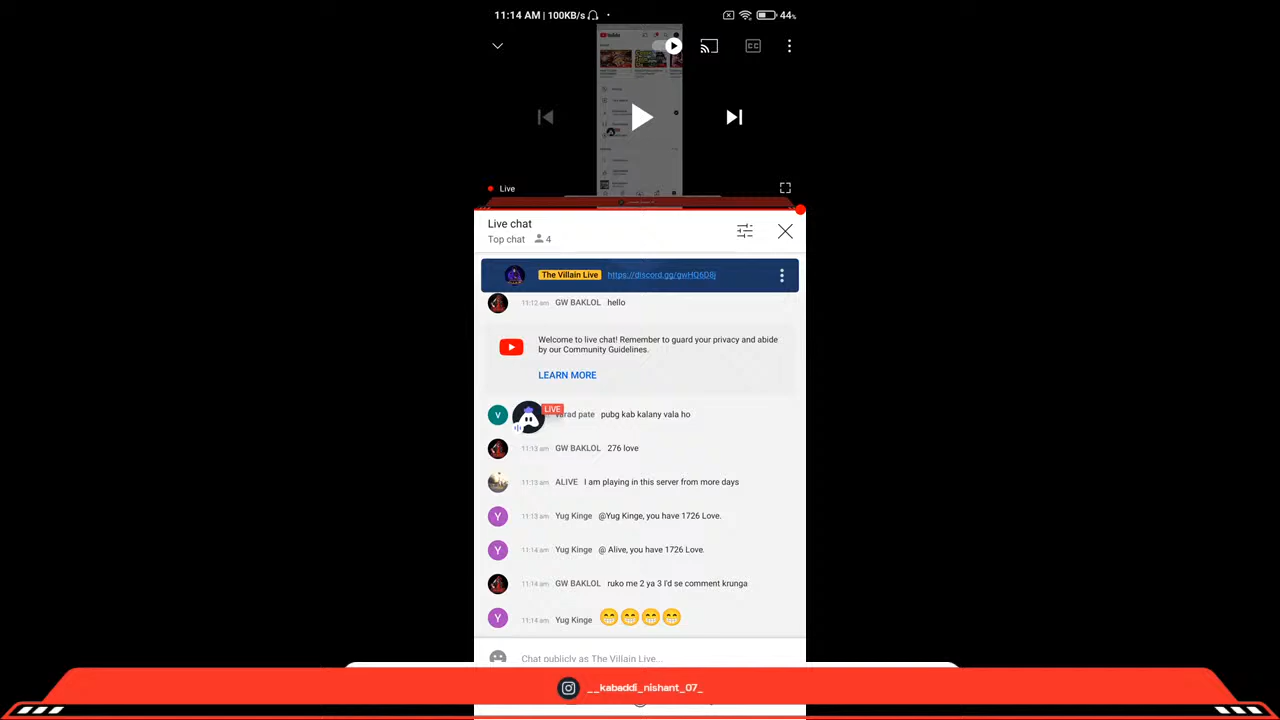 11:14 AM | 100KB/s
44%
CC
Live
Live chat
Top chat 4
The Villain Live https://discord.gg/gwHQ6D8j
11:12 am GW BAKLOL hello
Welcome to live chat! Remember to guard your privacy and abide
by our Community Guidelines.
LEARN MORE
V LIVE varad pate pubg kab kalany vala ho
11:13 am GW BAKLOL 276 love
11:13 am ALIVE I am playing in this server from more days
Y 11:13 am Yug Kinge @Yug Kinge, you have 1726 Love.
Y 11:14 am Yug Kinge @ Alive, you have 1726 Love.
11:14 am GW BAKLOL ruko me 2 ya 3 I'd se comment krunga
Y 11:14 am Yug Kinge 😁😁😁😁
Chat publicly as The Villain Live...
__kabaddi_nishant_07_